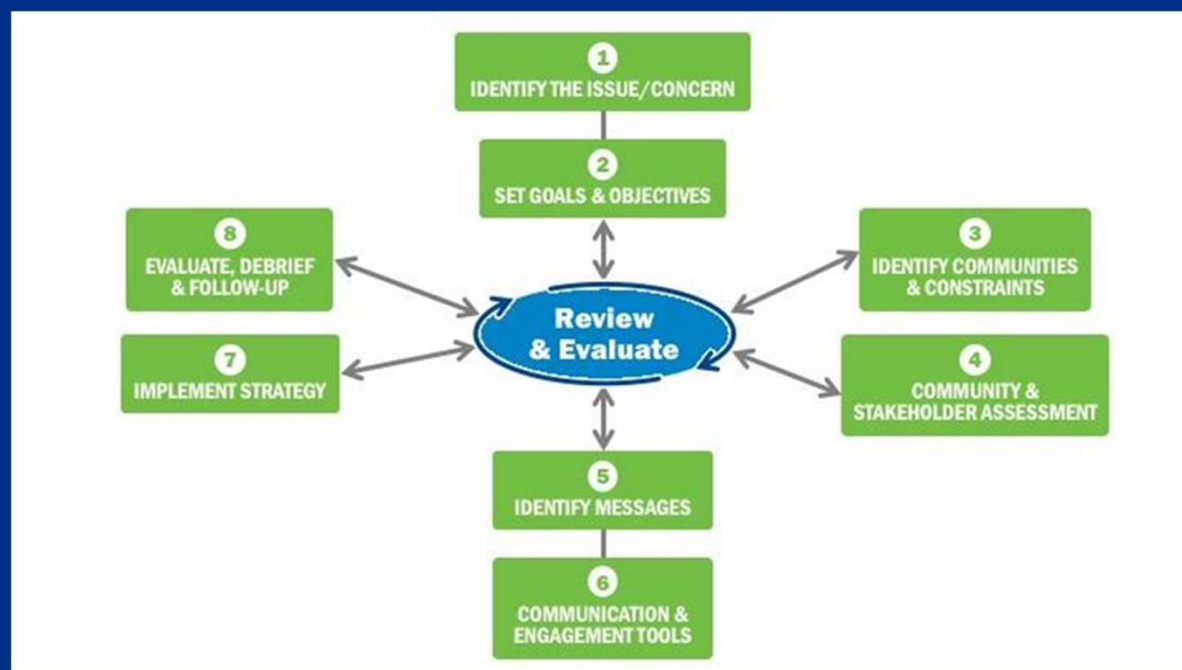 1
IDENTIFY THE ISSUE/CONCERN
2
SET GOALS & OBJECTIVES
3
IDENTIFY COMMUNITIES
& CONSTRAINTS
4
COMMUNITY &
STAKEHOLDER ASSESSMENT
5
IDENTIFY MESSAGES
6
COMMUNICATION &
ENGAGEMENT TOOLS
7
IMPLEMENT STRATEGY
8
EVALUATE, DEBRIEF
& FOLLOW-UP
Review
& Evaluate